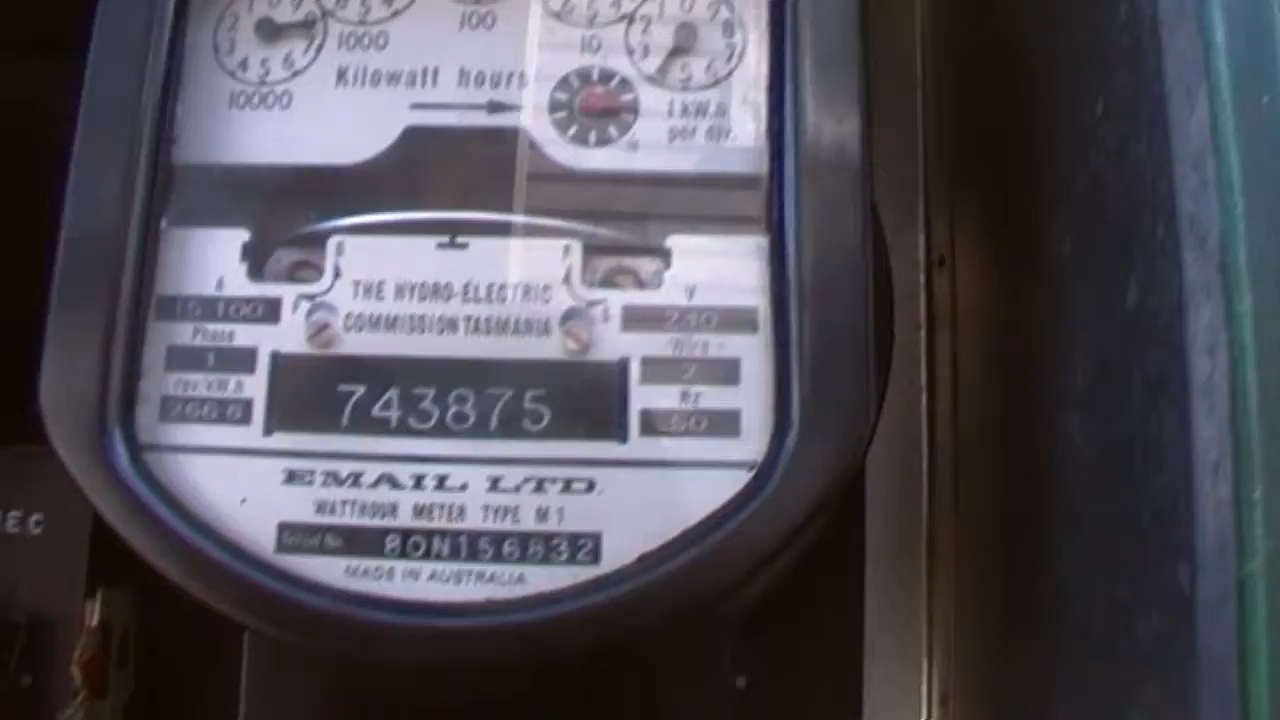 1000
100
10
10000
Kilowatt hours
1 kW.h
per div.
THE HYDRO-ELECTRIC
COMMISSION TASMANIA
A
15-100
Phase
1
rev/kW.h
266.6
V
240
Wire
2
Hz
50
743875
EMAIL LTD.
WATTHOUR METER TYPE M1
Serial No. 80N156832
MADE IN AUSTRALIA
EC